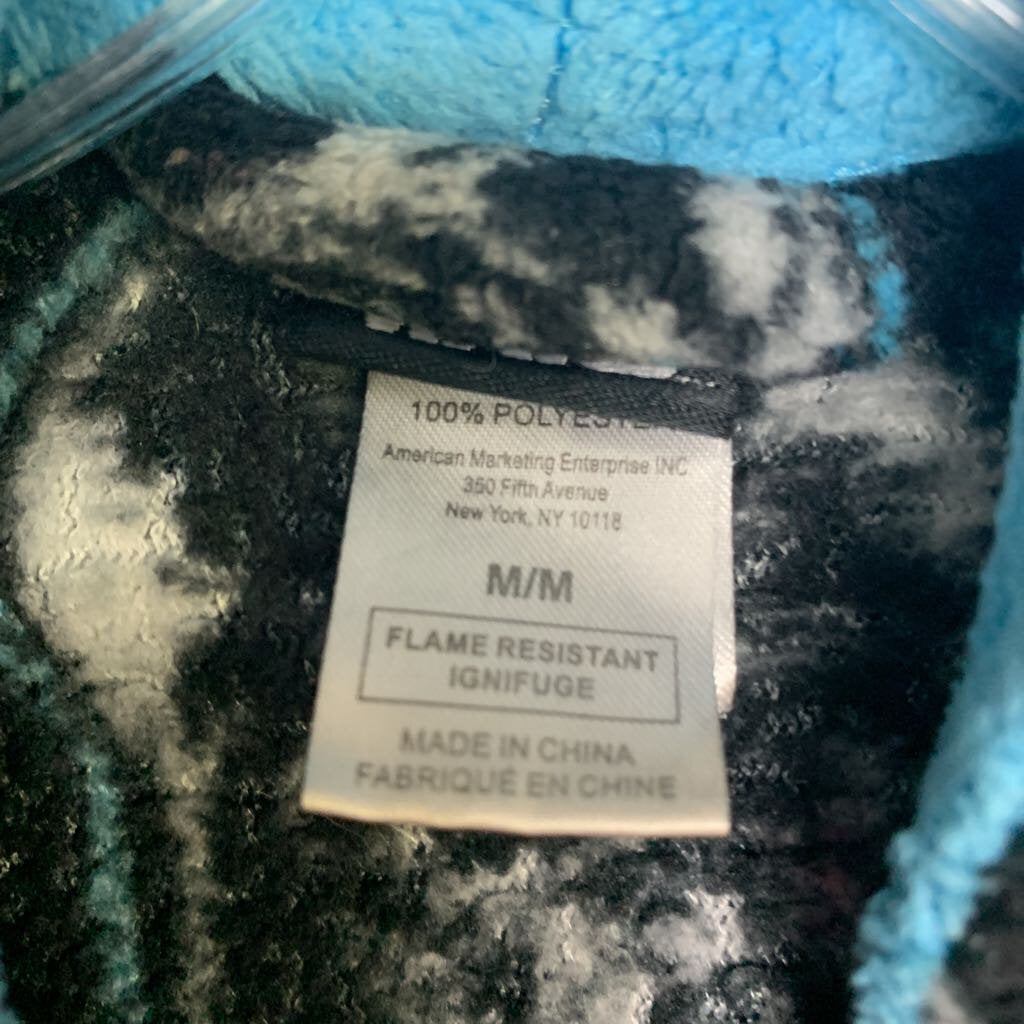 100% POLYESTE
American Marketing Enterprise INC
350 Fifth Avenue
New York, NY 10118
M/M
FLAME RESISTANT
IGNIFUGE
MADE IN CHINA
FABRIQUÉ EN CHINE